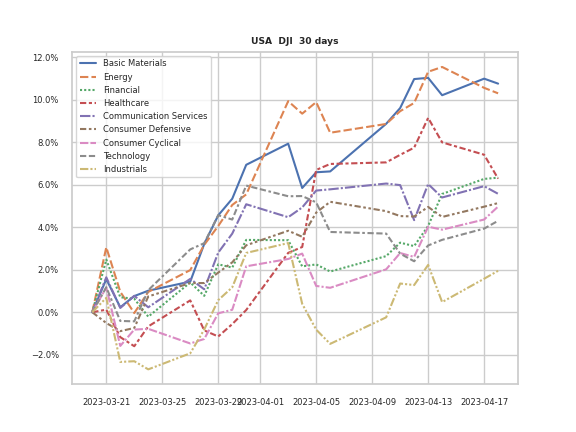 USA DJI 30 days
12.0%
10.0%
8.0%
6.0%
4.0%
2.0%
0.0%
−2.0%
Basic Materials
Energy
Financial
Healthcare
Communication Services
Consumer Defensive
Consumer Cyclical
Technology
Industrials
2023-03-21 2023-03-25 2023-03-29 2023-04-01 2023-04-05 2023-04-09 2023-04-13 2023-04-17